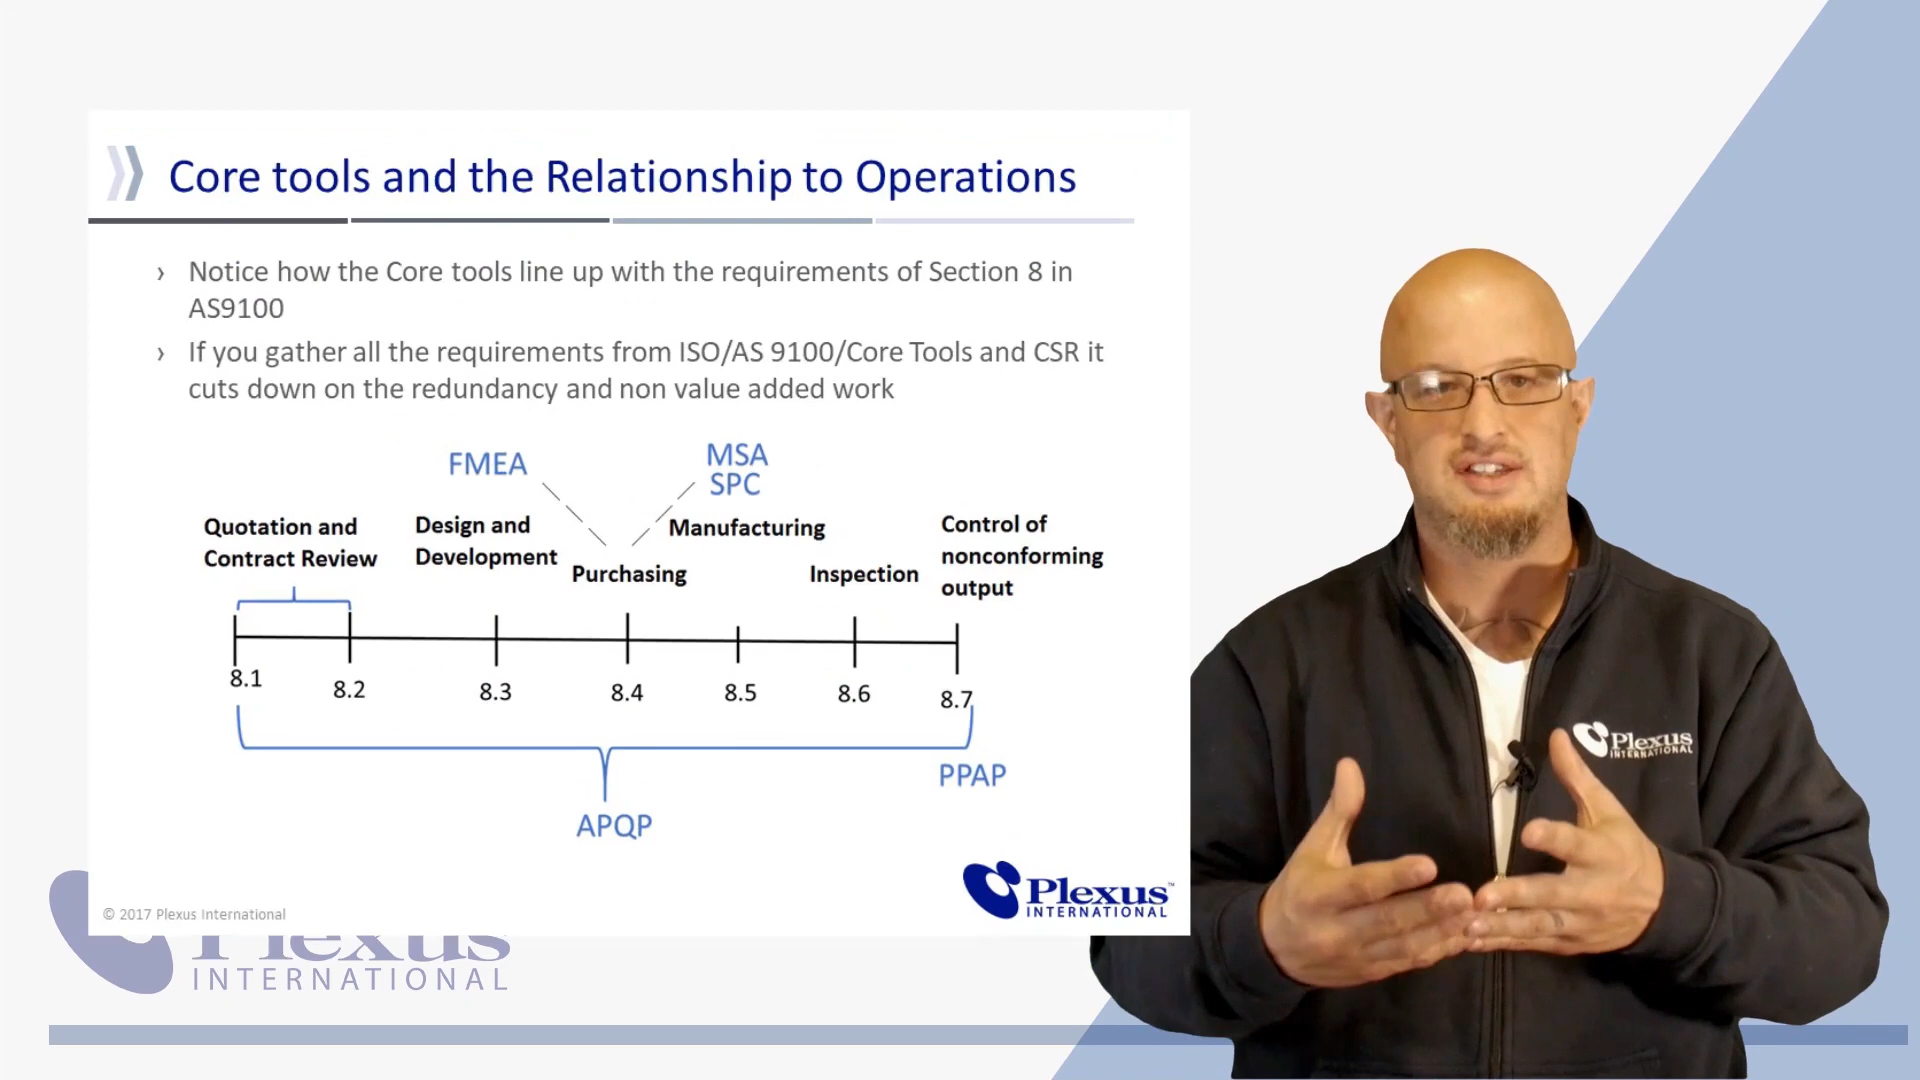 Core tools and the Relationship to Operations
› Notice how the Core tools line up with the requirements of Section 8 in
AS9100
› If you gather all the requirements from ISO/AS 9100/Core Tools and CSR it
cuts down on the redundancy and non value added work
FMEA
MSA
SPC
Quotation and
Contract Review
Design and
Development
Purchasing
Manufacturing
Inspection
Control of
nonconforming
output
8.1
8.2
8.3
8.4
8.5
8.6
8.7
APQP
PPAP
© 2017 Plexus International
Plexus™
INTERNATIONAL
Plexus
INTERNATIONAL
Plexus
INTERNATIONAL